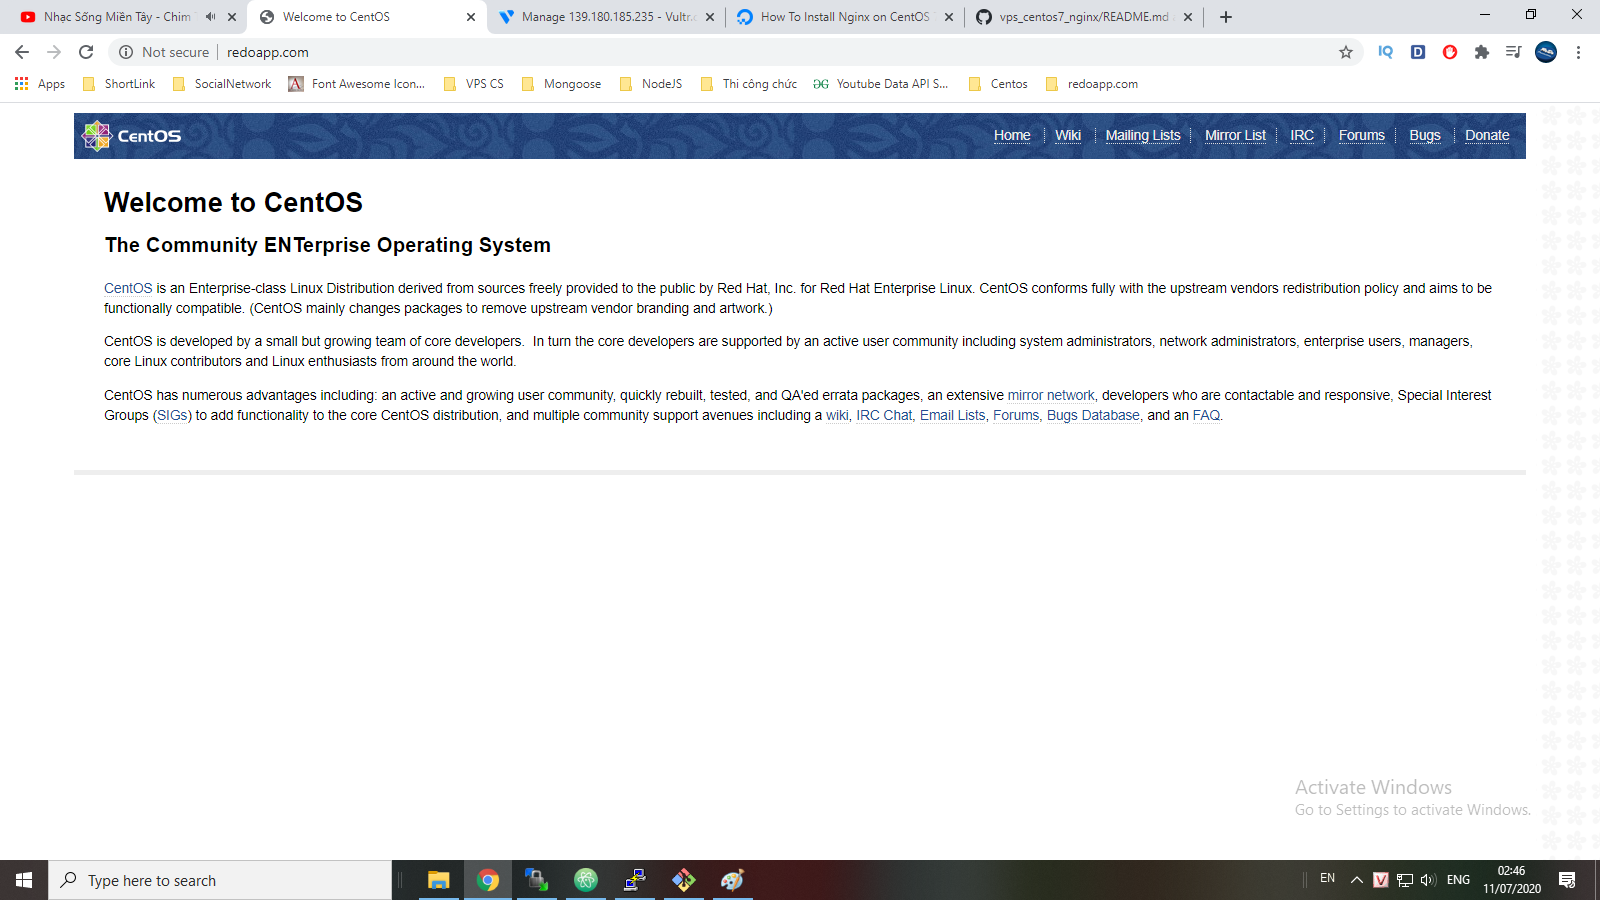 Nhạc Sống Miền Tây - Chim
Welcome to CentOS
Manage 139.180.185.235 - Vultr.c
How To Install Nginx on CentOS
vps_centos7_nginx/README.md
Not secure
redoapp.com
IQ
D
Apps
ShortLink
SocialNetwork
Font Awesome Icon...
VPS CS
Mongoose
NodeJS
Thi công chức
Youtube Data API S...
Centos
redoapp.com
CentOS
Home
Wiki
Mailing Lists
Mirror List
IRC
Forums
Bugs
Donate
Welcome to CentOS
The Community ENTerprise Operating System
CentOS is an Enterprise-class Linux Distribution derived from sources freely provided to the public by Red Hat, Inc. for Red Hat Enterprise Linux. CentOS conforms fully with the upstream vendors redistribution policy and aims to be
functionally compatible. (CentOS mainly changes packages to remove upstream vendor branding and artwork.)
CentOS is developed by a small but growing team of core developers.  In turn the core developers are supported by an active user community including system administrators, network administrators, enterprise users, managers,
core Linux contributors and Linux enthusiasts from around the world.
CentOS has numerous advantages including: an active and growing user community, quickly rebuilt, tested, and QA'ed errata packages, an extensive mirror network, developers who are contactable and responsive, Special Interest
Groups (SIGs) to add functionality to the core CentOS distribution, and multiple community support avenues including a wiki, IRC Chat, Email Lists, Forums, Bugs Database, and an FAQ.
Activate Windows
Go to Settings to activate Windows.
Type here to search
EN
V
ENG
02:46
11/07/2020